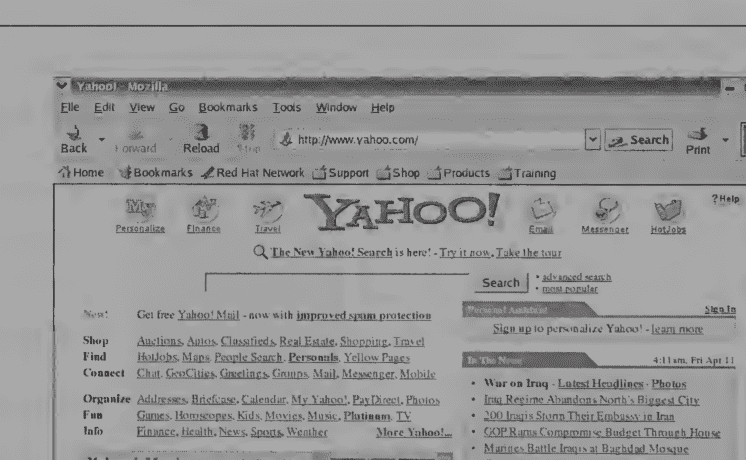 Yahoo! - Mozilla
File Edit View Go Bookmarks Tools Window Help
Back Forward Reload Stop http://www.yahoo.com/ Search Print
Home Bookmarks Red Hat Network Support Shop Products Training
My YAHOO! ?Help
Personalize Finance Travel Email Messenger HotJobs
The New Yahoo! Search is here! - Try it now, Take the tour
Search • advanced search
• most popular
New! Get free Yahoo! Mail - now with improved spam protection
Personal Assistant Sign In
Sign up to personalize Yahoo! - learn more
Shop Auctions, Autos, Classifieds, Real Estate, Shopping, Travel
Find HotJobs, Maps, People Search, Personals, Yellow Pages
Connect Chat, GeoCities, Greetings, Groups, Mail, Messenger, Mobile
Organize Addresses, Briefcase, Calendar, My Yahoo!, PayDirect, Photos
Fun Games, Horoscopes, Kids, Movies, Music, Platinum, TV
Info Finance, Health, News, Sports, Weather More Yahoo!...
In The News 4:11am, Fri Apr 11
• War on Iraq - Latest Headlines - Photos
• Iraq Regime Abandons North's Biggest City
• 200 Iraqis Storm Their Embassy in Iran
• GOP Rams Compromise Budget Through House
• Marines Battle Iraqis at Baghdad Mosque